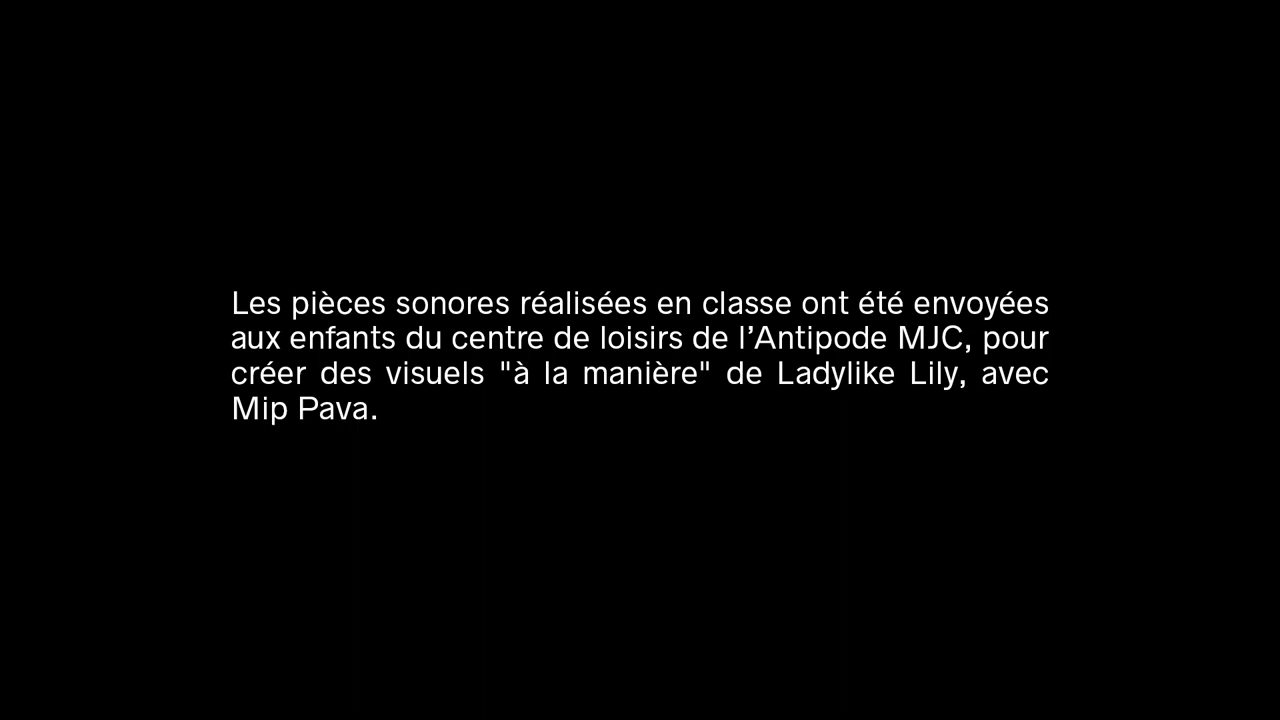 Les pièces sonores réalisées en classe ont été envoyées
aux enfants du centre de loisirs de l’Antipode MJC, pour
créer des visuels "à la manière" de Ladylike Lily, avec
Mip Pava.